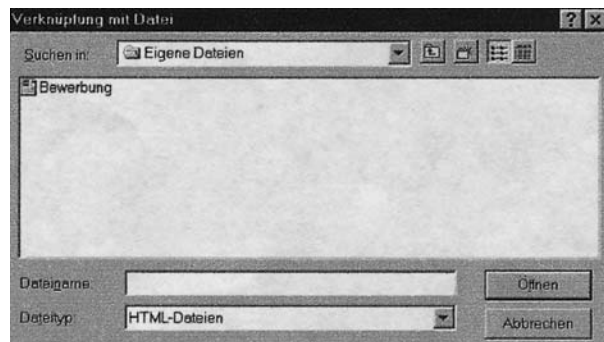 Verknüpfung mit Datei
Suchen in: Eigene Dateien
Bewerbung
Dateiname:
Öffnen
Dateityp: HTML-Dateien
Abbrechen